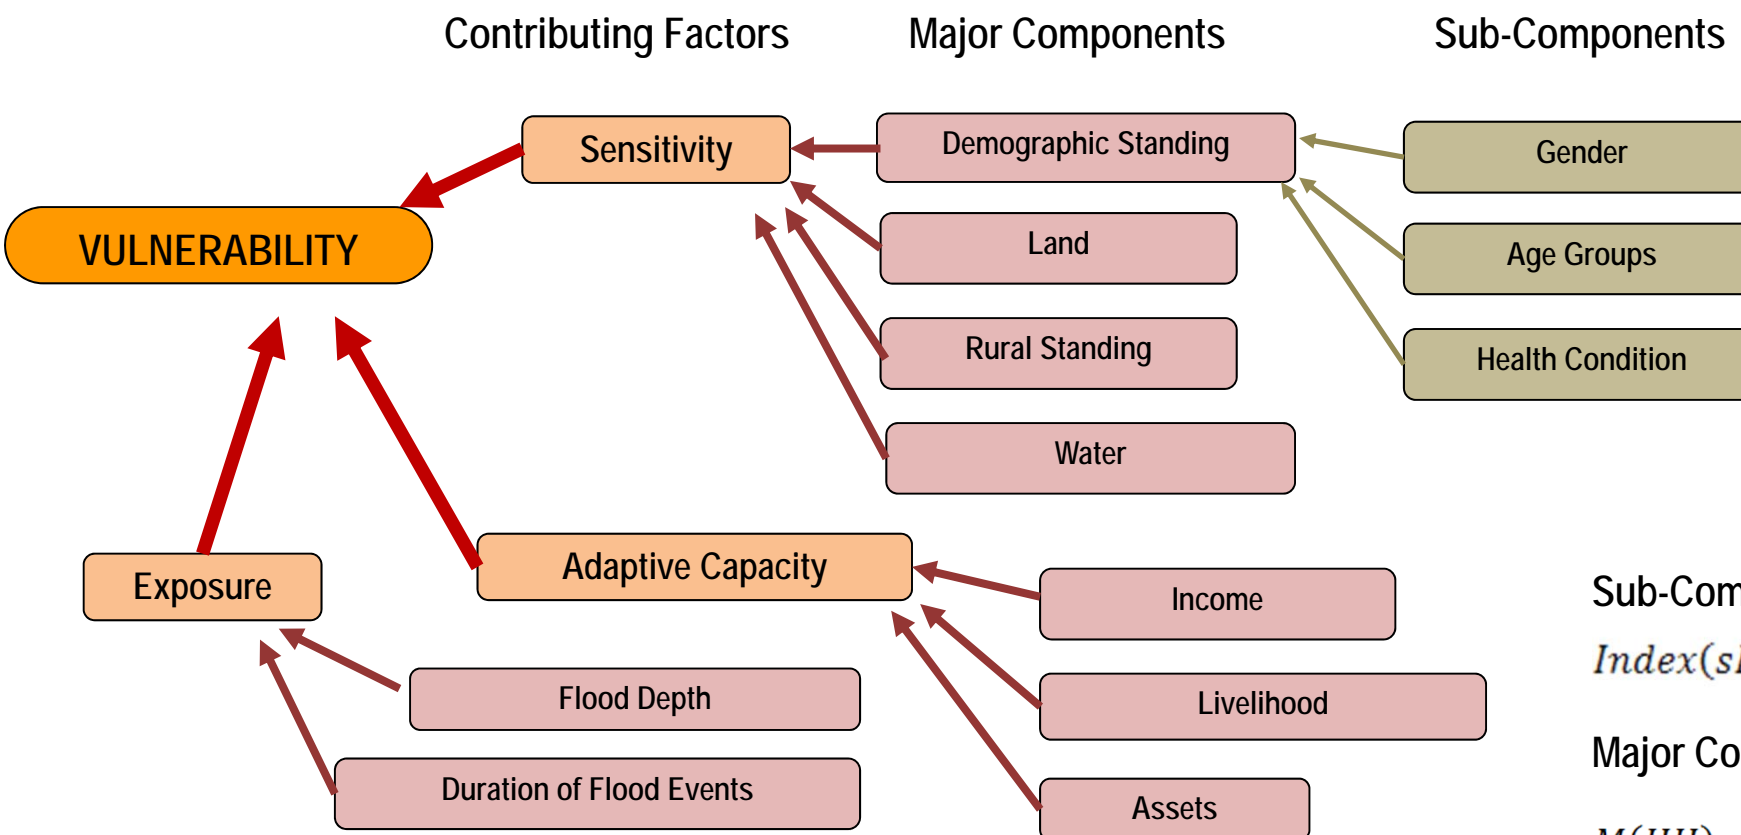 Contributing Factors
Major Components
Sub-Components
Sensitivity
Demographic Standing
Gender
VULNERABILITY
Land
Age Groups
Rural Standing
Health Condition
Water
Exposure
Adaptive Capacity
Income
Sub-Com
Index(s
Flood Depth
Livelihood
Major Co
Duration of Flood Events
Assets